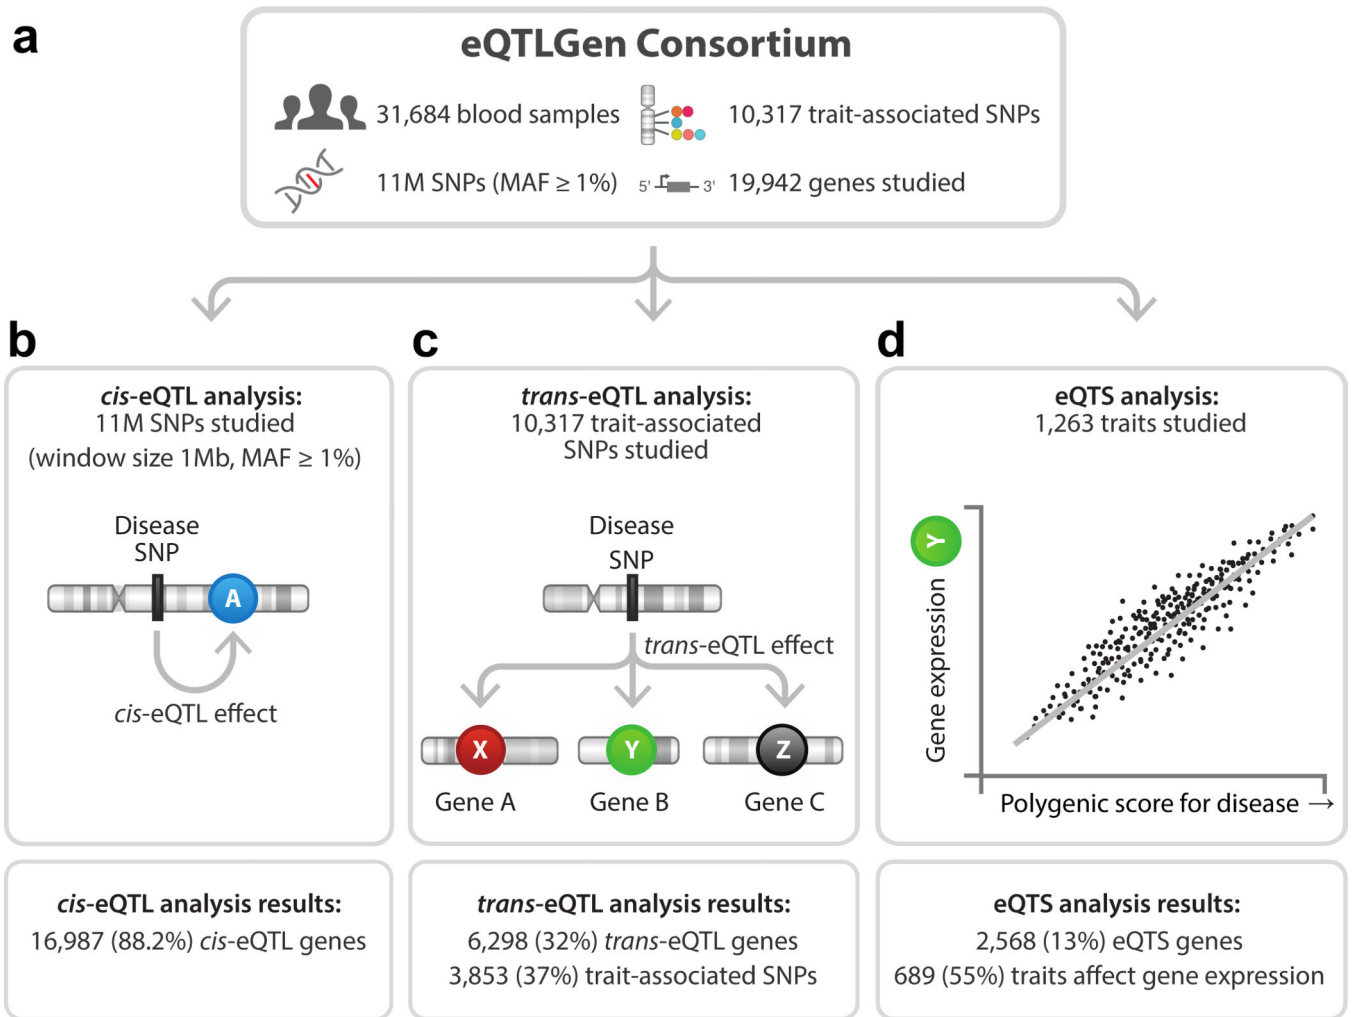 a
eQTLGen Consortium
31,684 blood samples
10,317 trait-associated SNPs
11M SNPs (MAF ≥ 1%)
5' 3'
19,942 genes studied
b
cis-eQTL analysis:
11M SNPs studied
(window size 1Mb, MAF ≥ 1%)
Disease
SNP
A
cis-eQTL effect
cis-eQTL analysis results:
16,987 (88.2%) cis-eQTL genes
c
trans-eQTL analysis:
10,317 trait-associated
SNPs studied
Disease
SNP
trans-eQTL effect
X
Y
Z
Gene A
Gene B
Gene C
trans-eQTL analysis results:
6,298 (32%) trans-eQTL genes
3,853 (37%) trait-associated SNPs
d
eQTS analysis:
1,263 traits studied
Y
Gene expression
Polygenic score for disease →
eQTS analysis results:
2,568 (13%) eQTS genes
689 (55%) traits affect gene expression